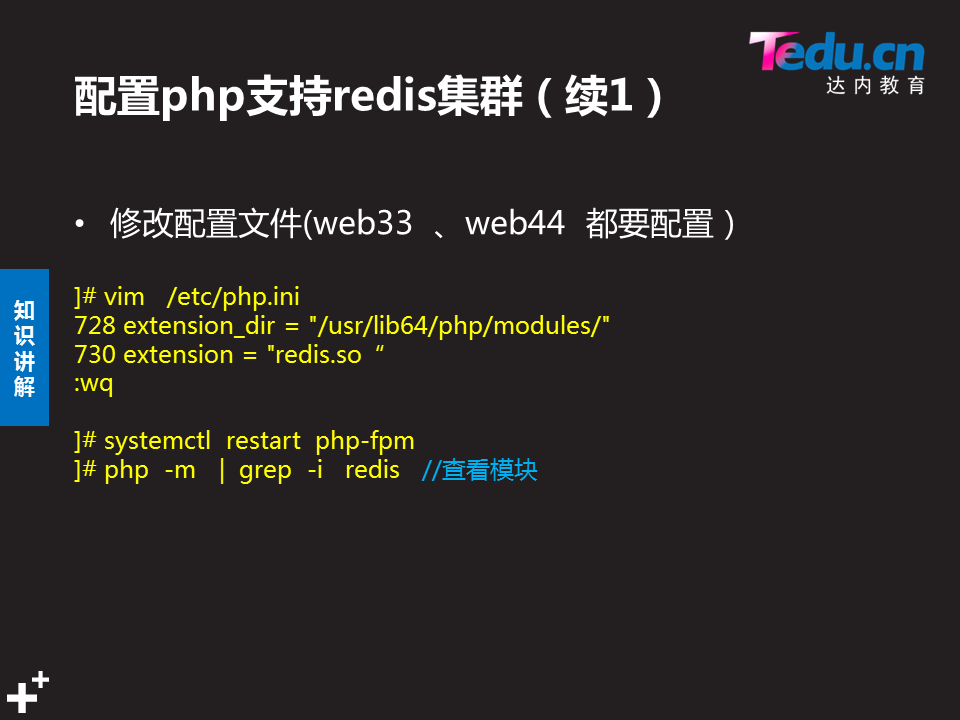 Tedu.cn
达内教育
配置php支持redis集群（续1）
• 修改配置文件(web33 、web44 都要配置）
知识讲解
]# vim /etc/php.ini
728 extension_dir = "/usr/lib64/php/modules/"
730 extension = "redis.so“
:wq
]# systemctl restart php-fpm
]# php -m | grep -i redis //查看模块